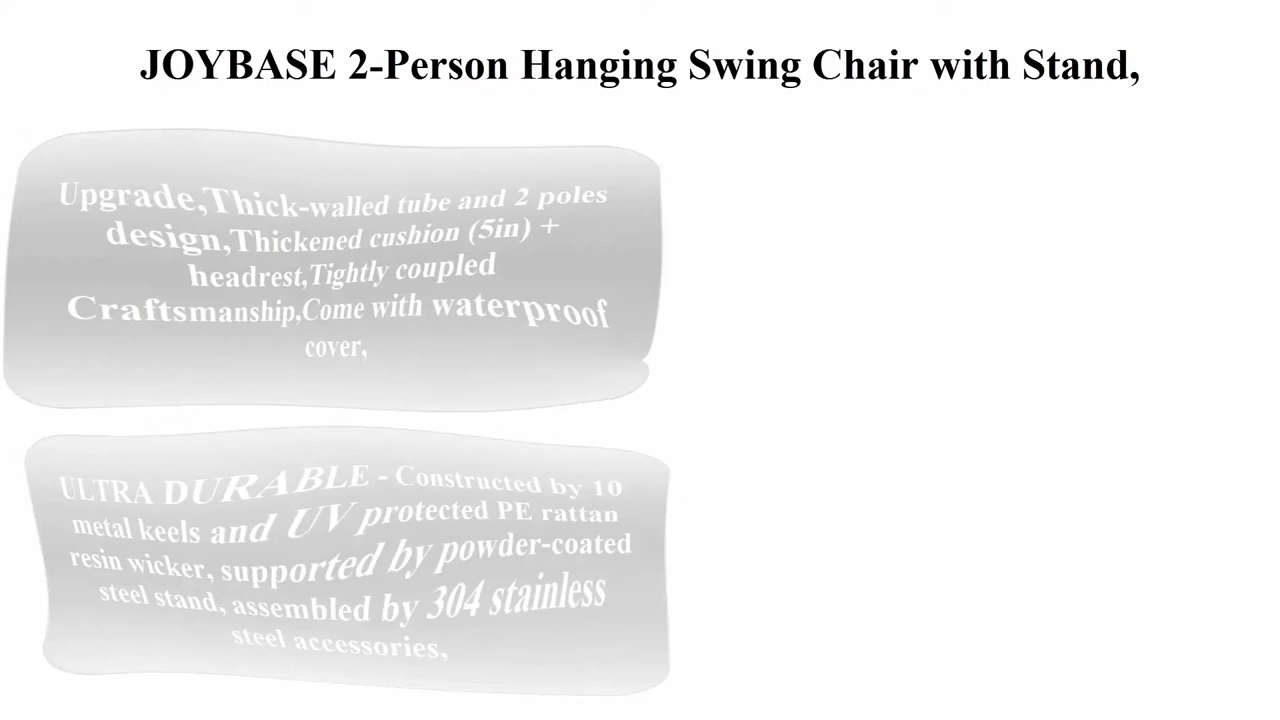 JOYBASE 2-Person Hanging Swing Chair with Stand,
Upgrade,Thick-walled tube and 2 poles
design,Thickened cushion (5in) +
headrest,Tightly coupled
Craftsmanship,Come with waterproof
cover,
ULTRA DURABLE - Constructed by 10
metal keels and UV protected PE rattan
resin wicker, supported by powder-coated
steel stand, assembled by 304 stainless
steel accessories,